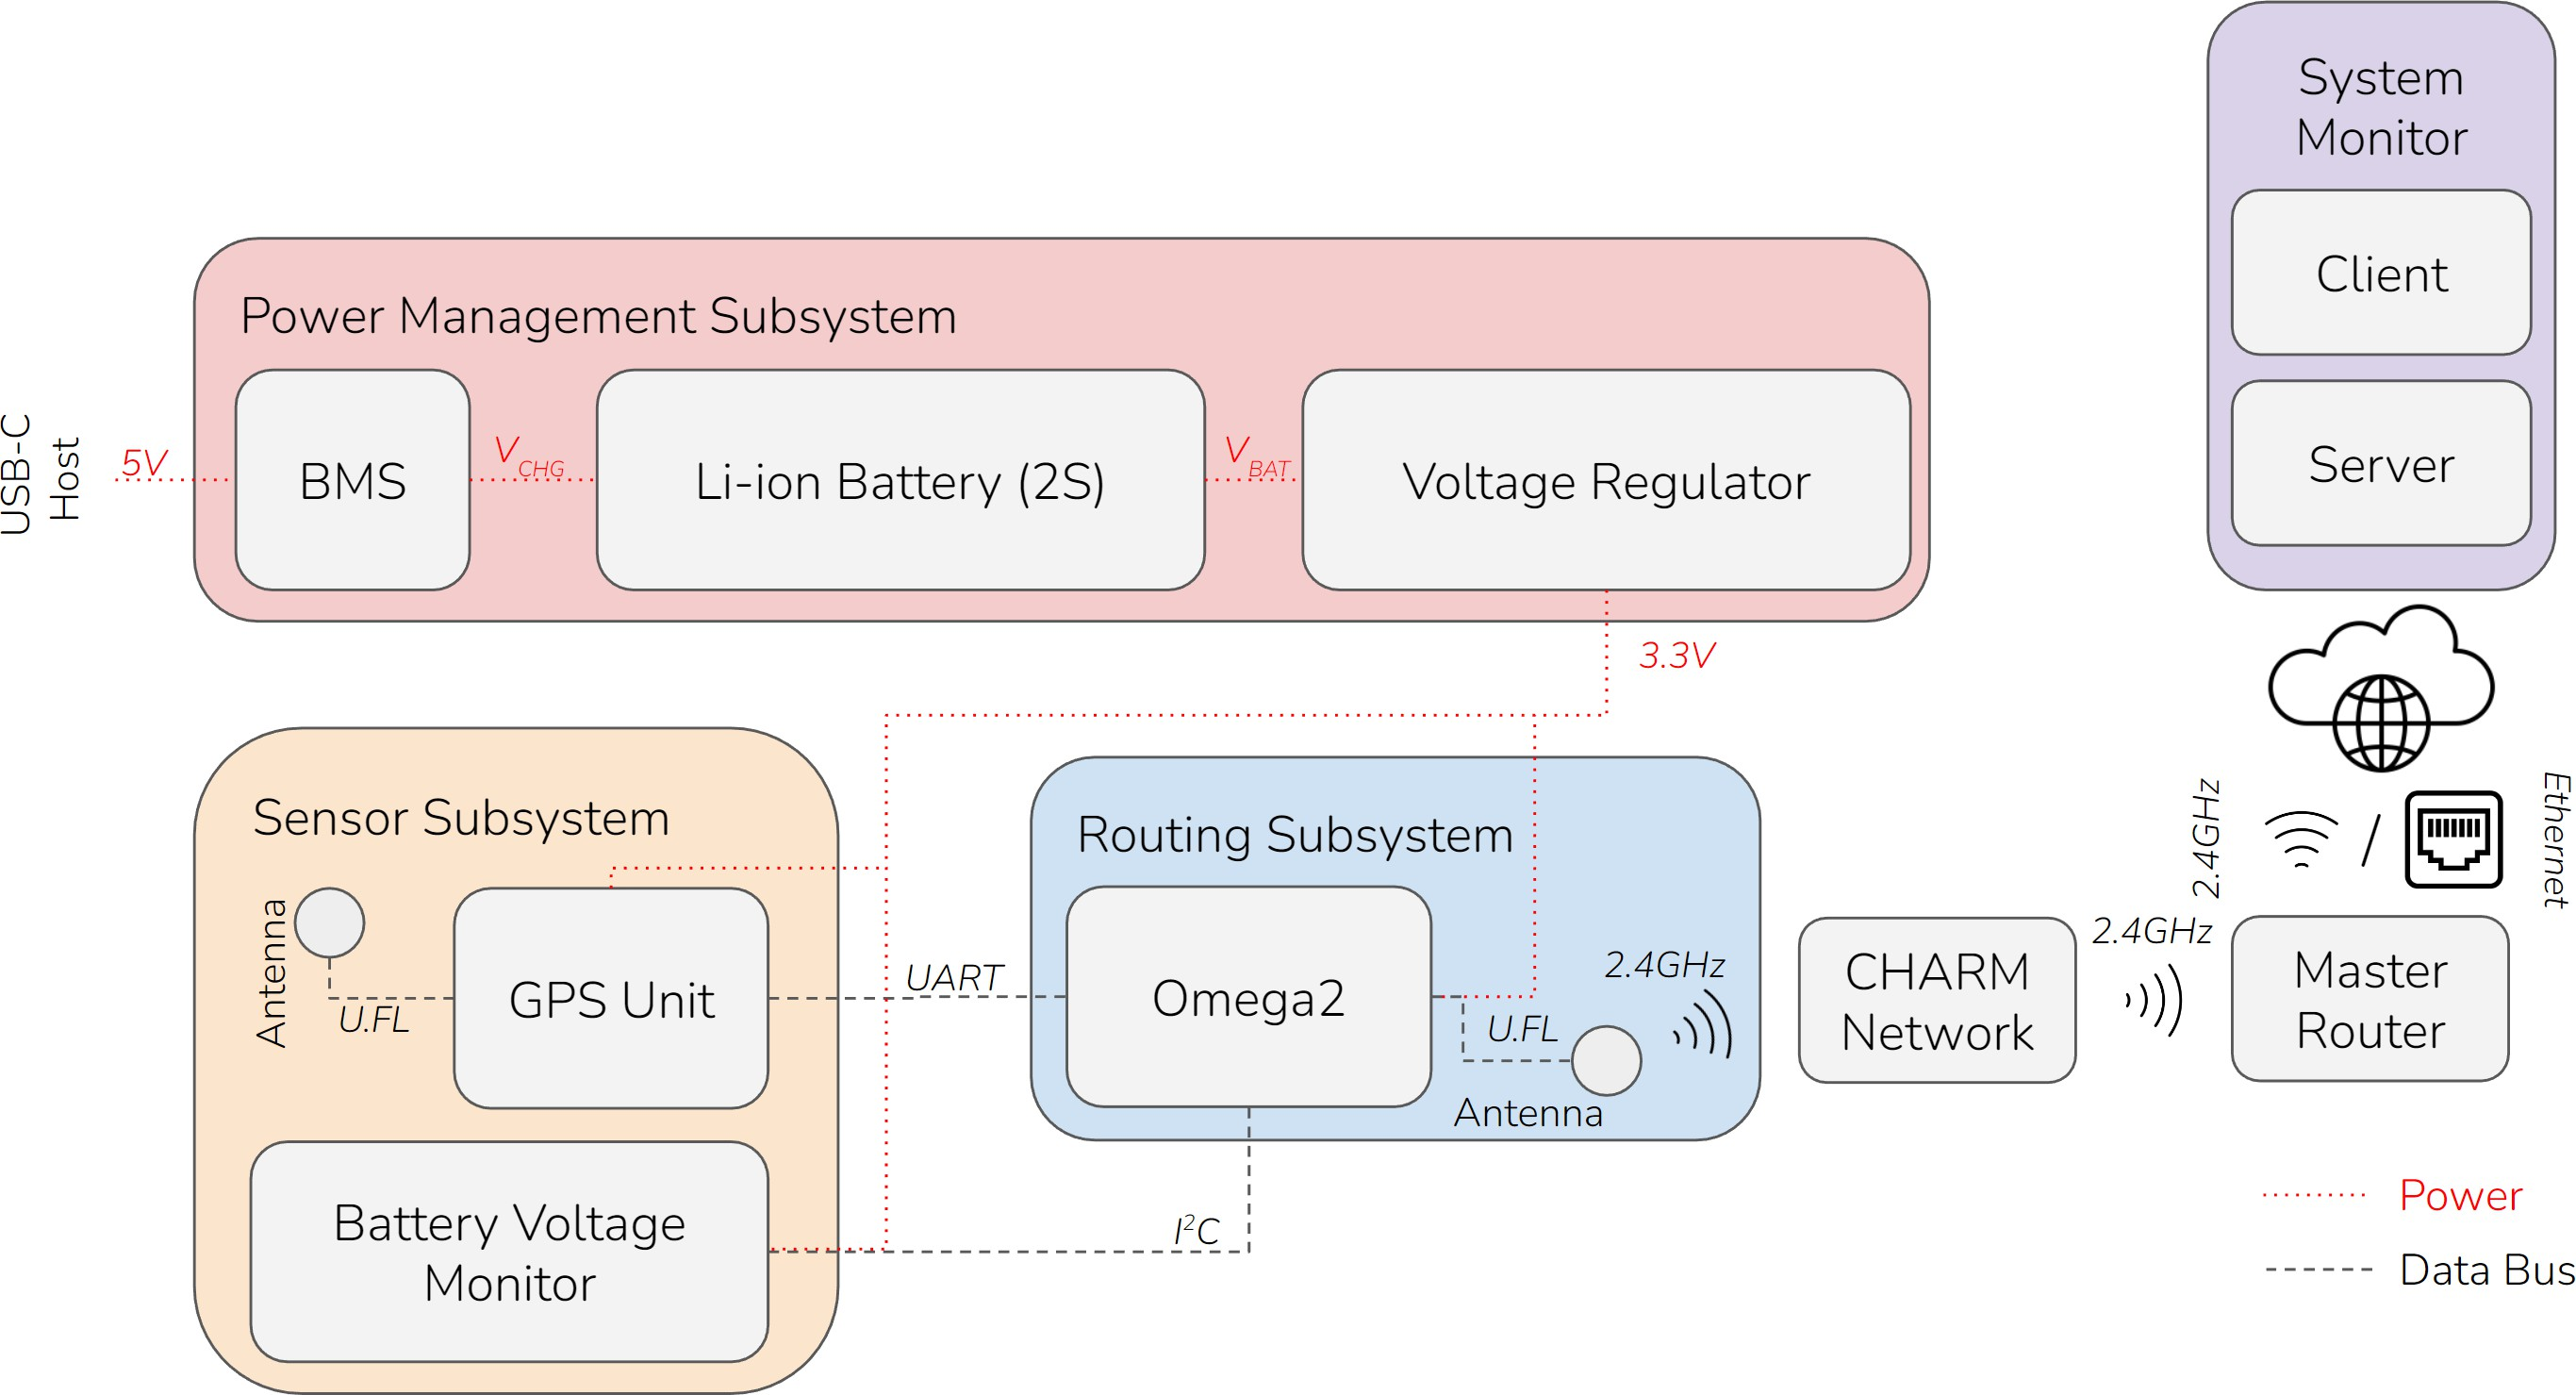 System
Monitor
Client
Server
Power Management Subsystem
USB-C
Host
5V
BMS
V_CHG
Li-ion Battery (2S)
V_BAT
Voltage Regulator
3.3V
Sensor Subsystem
Antenna
U.FL
GPS Unit
UART
Battery Voltage
Monitor
I²C
Routing Subsystem
Omega2
U.FL
2.4GHz
Antenna
CHARM
Network
2.4GHz
2.4GHz
/
Ethernet
Master
Router
Power
Data Bus